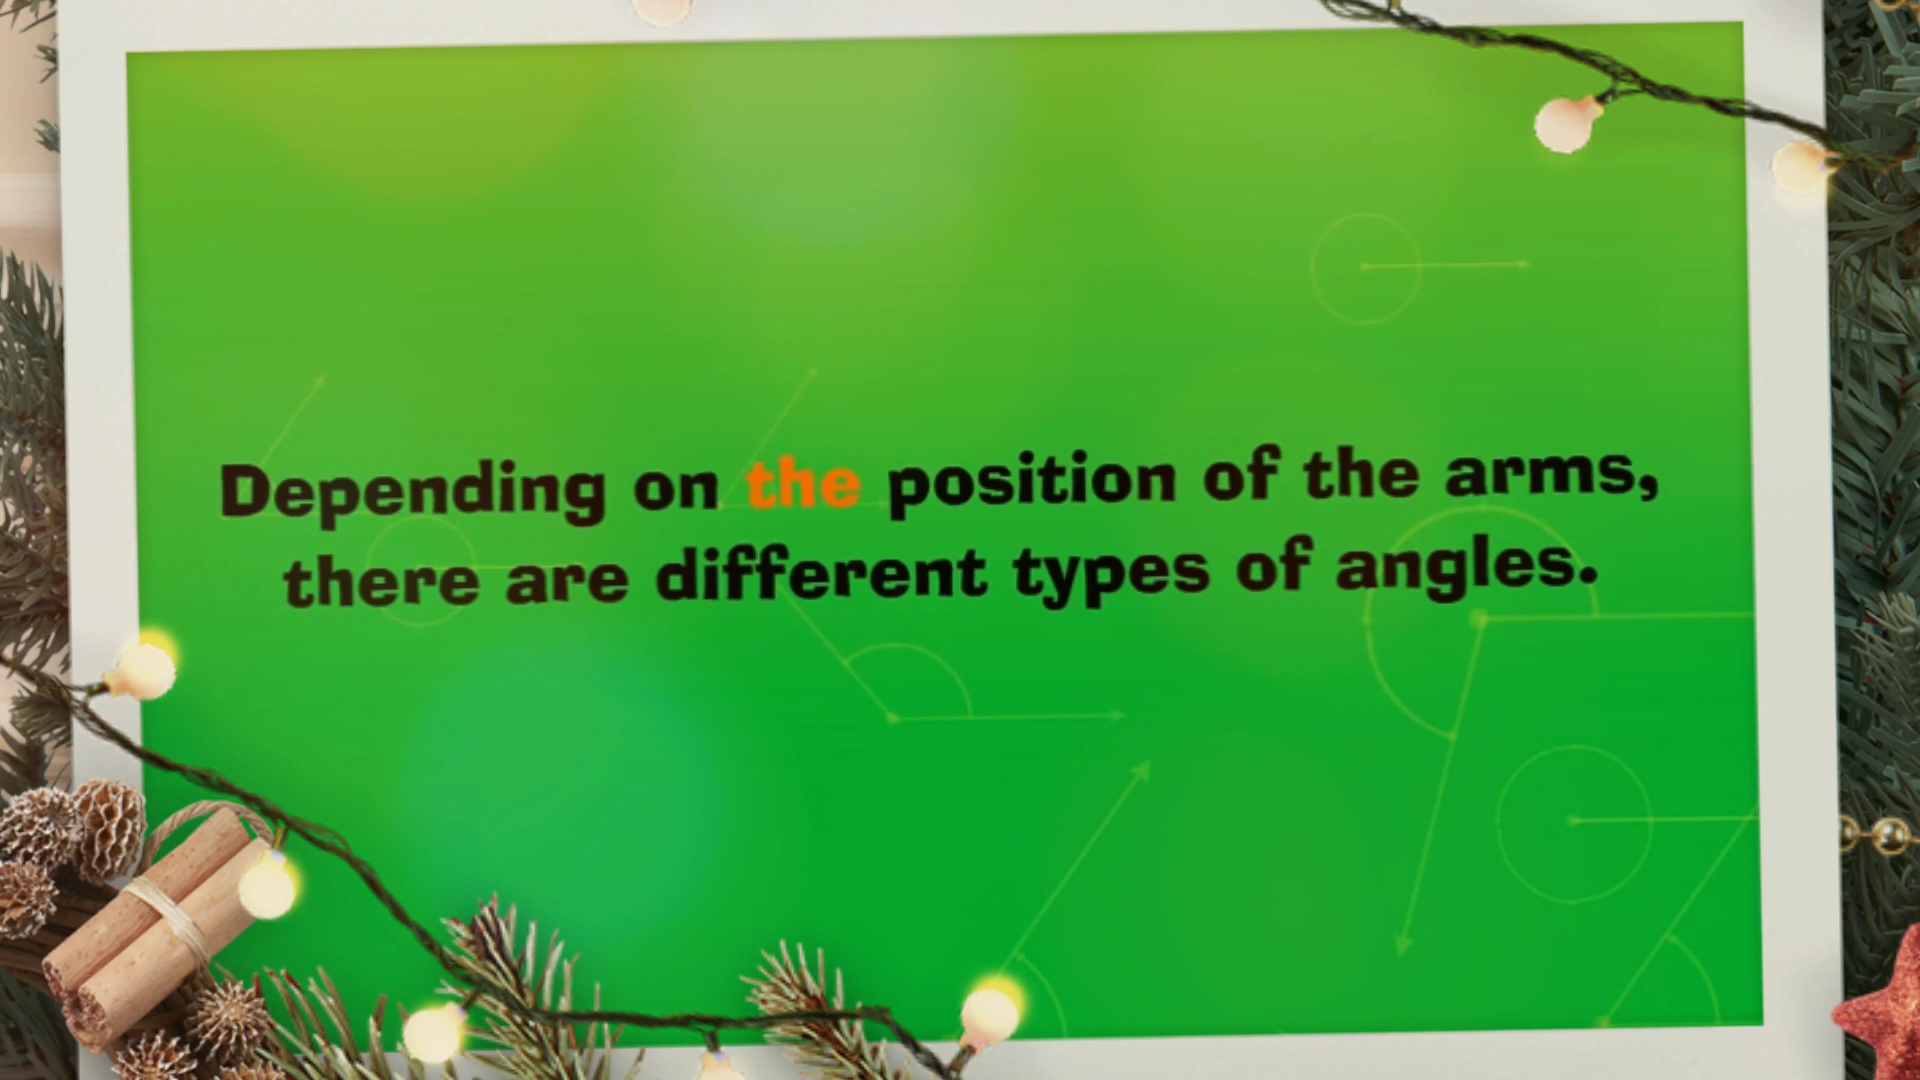 Depending on the position of the arms,
there are different types of angles.